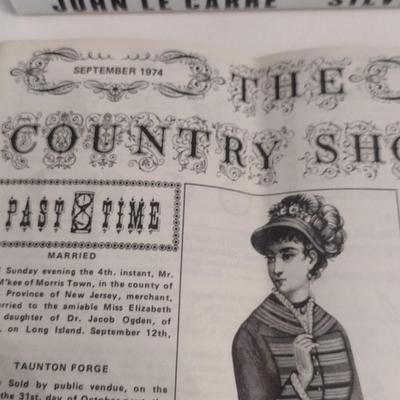 JOHN LE CARRE
SEPTEMBER 1974
THE
COUNTRY SHO
PAST TIME
MARRIED
Sunday evening the 4th. instant, Mr.
M'kee of Morris Town, in the county of
Province of New Jersey, merchant,
rried to the amiable Miss Elizabeth
daughter of Dr. Jacob Ogden, of
, on Long Island. September 12th,
TAUNTON FORGE
Sold by public vendue, on the
the 31st. day of October next